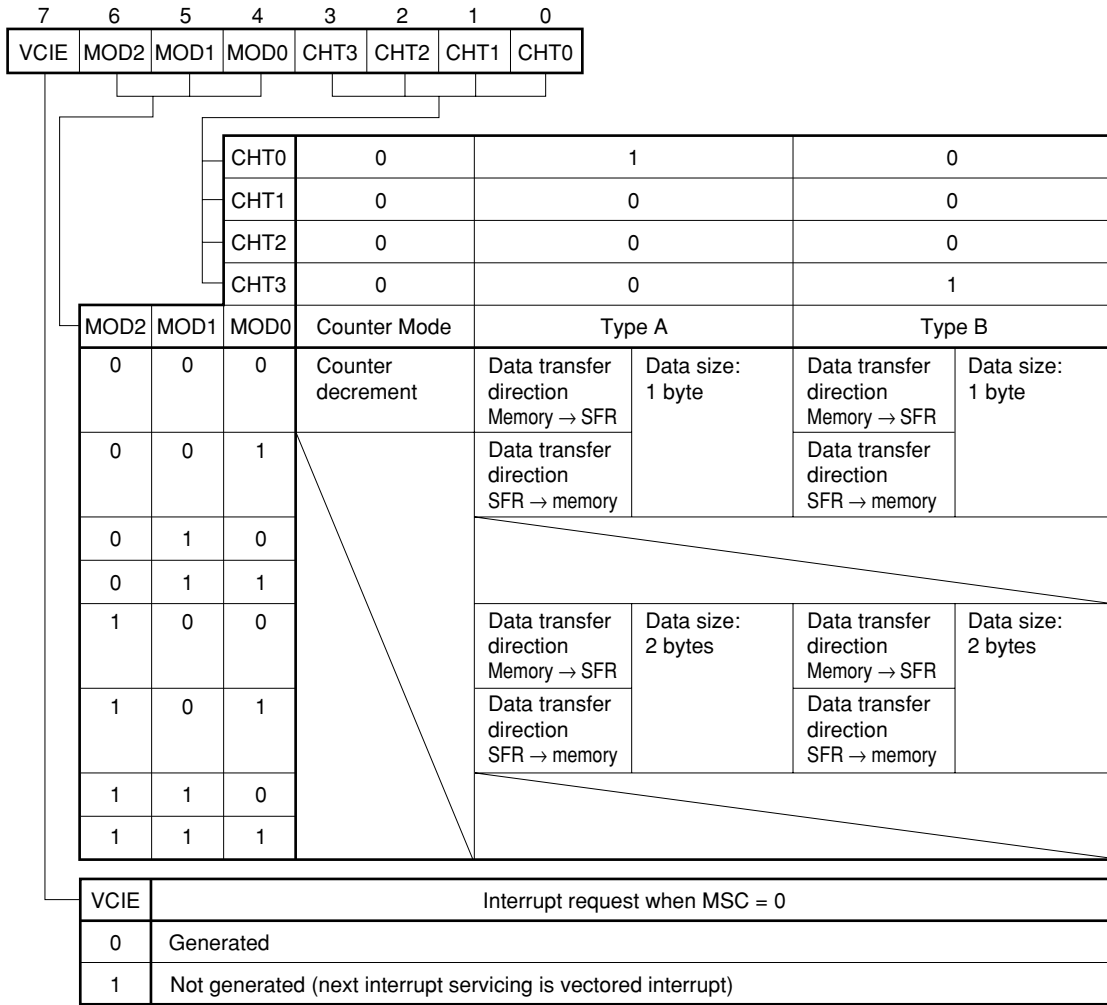 7 6 5 4 3 2 1 0
VCIE MOD2 MOD1 MOD0 CHT3 CHT2 CHT1 CHT0
CHT0 0 1 0
CHT1 0 0 0
CHT2 0 0 0
CHT3 0 0 1
MOD2 MOD1 MOD0 Counter Mode Type A Type B
0 0 0 Counter Data transfer Data size: Data transfer Data size:
decrement direction 1 byte direction 1 byte
Memory → SFR Memory → SFR
0 0 1 Data transfer Data transfer
direction direction
SFR → memory SFR → memory
0 1 0
0 1 1
1 0 0 Data transfer Data size: Data transfer Data size:
direction 2 bytes direction 2 bytes
Memory → SFR Memory → SFR
1 0 1 Data transfer Data transfer
direction direction
SFR → memory SFR → memory
1 1 0
1 1 1
VCIE Interrupt request when MSC = 0
0 Generated
1 Not generated (next interrupt servicing is vectored interrupt)